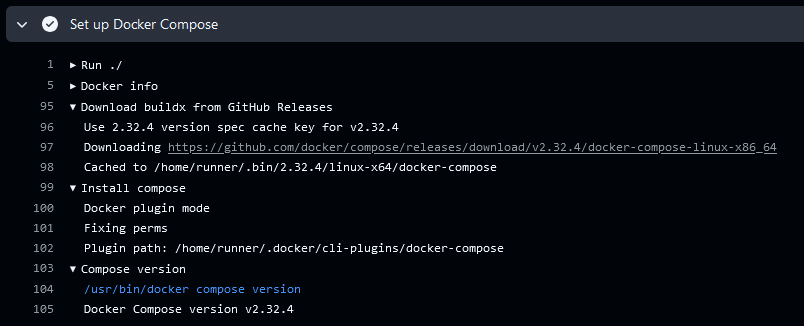 Set up Docker Compose
1 ▶ Run ./
5 ▶ Docker info
95 ▼ Download buildx from GitHub Releases
96 Use 2.32.4 version spec cache key for v2.32.4
97 Downloading https://github.com/docker/compose/releases/download/v2.32.4/docker-compose-linux-x86_64
98 Cached to /home/runner/.bin/2.32.4/linux-x64/docker-compose
99 ▼ Install compose
100 Docker plugin mode
101 Fixing perms
102 Plugin path: /home/runner/.docker/cli-plugins/docker-compose
103 ▼ Compose version
104 /usr/bin/docker compose version
105 Docker Compose version v2.32.4